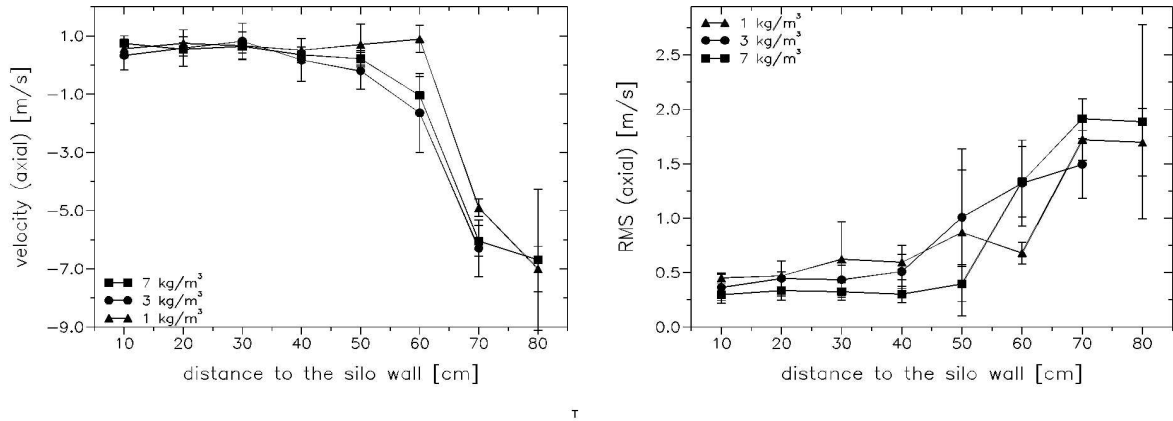 velocity (axial) [m/s]
1.0
−1.0
−3.0
−5.0
−7.0
−9.0
7 kg/m³
3 kg/m³
1 kg/m³
10 20 30 40 50 60 70 80
distance to the silo wall [cm]
RMS (axial) [m/s]
2.5
2.0
1.5
1.0
0.5
0.0
1 kg/m³
3 kg/m³
7 kg/m³
10 20 30 40 50 60 70 80
distance to the silo wall [cm]
T